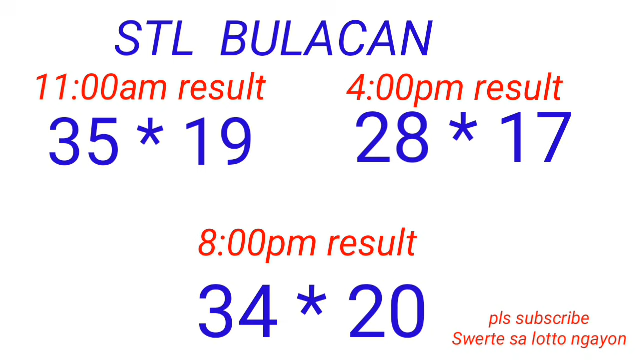 STL BULACAN
11:00am result
35 * 19
4:00pm result
28 * 17
8:00pm result
34 * 20
pls subscribe
Swerte sa lotto ngayon